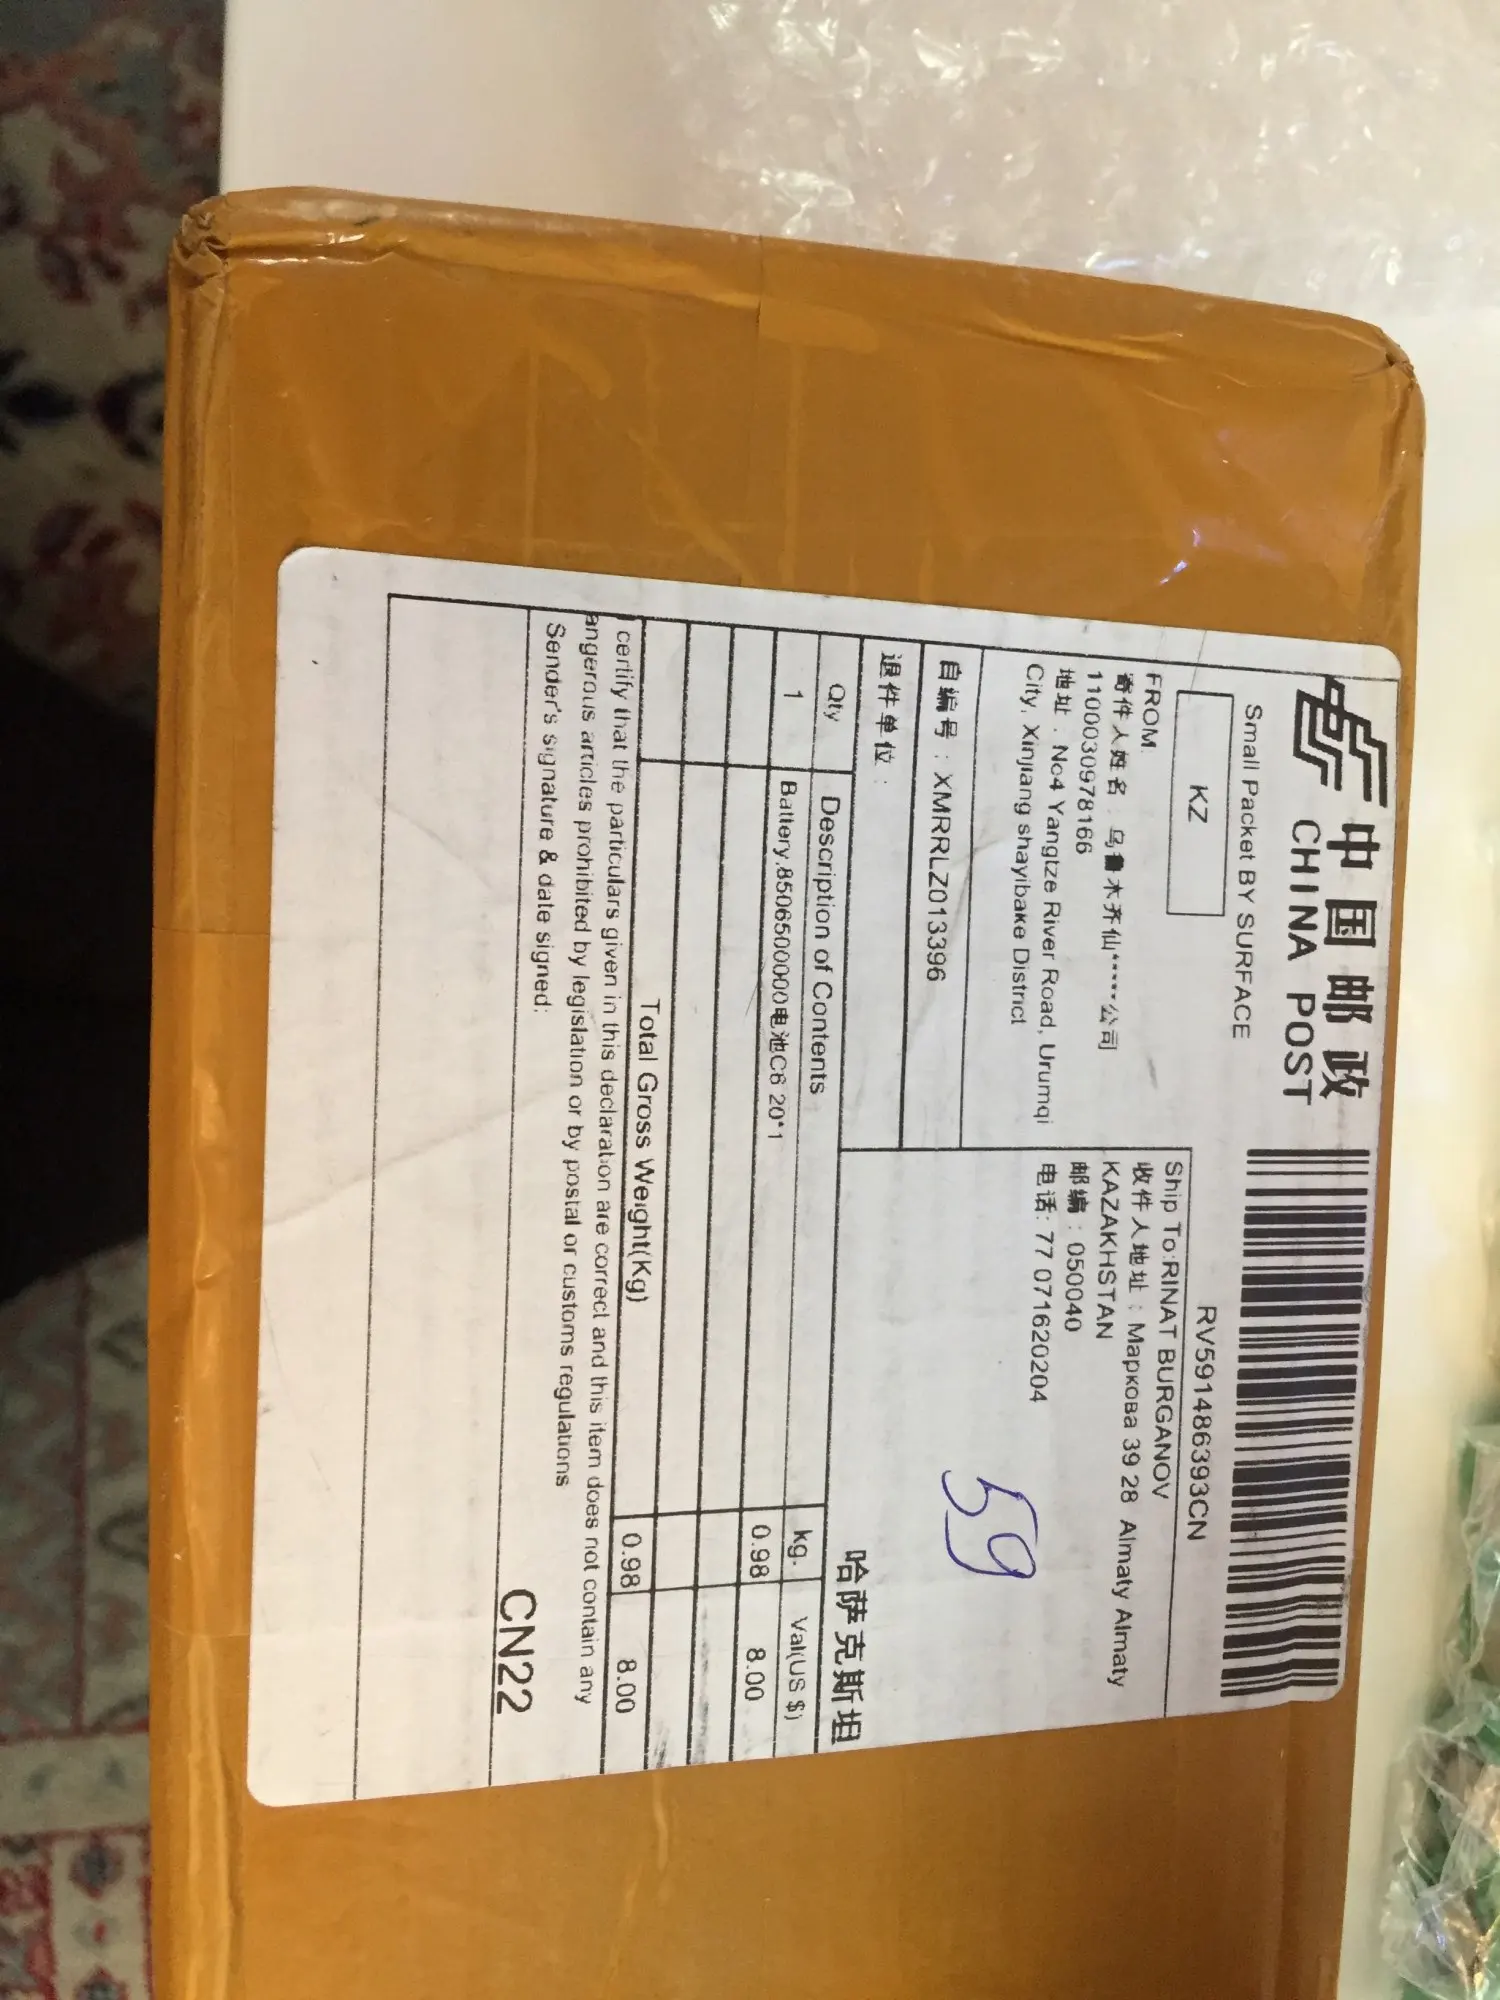 中国邮政
CHINA POST
Small Packet BY SURFACE
KZ
RV591486393CN
FROM:
寄件人姓名：乌鲁木齐仙*****公司
11000309781​66
地址：No4 Yangtze River Road, Urumqi
City, Xinjiang shayibake District
Ship To:RINAT BURGANOV
收件人地址：Маркова 39 28 Almaty Almaty
KAZAKHSTAN
邮编：050040
电话: 77 071620204
自编号：XMRRLZ013396
59
退件单位：
哈萨克斯坦
Qty Description of Contents kg. Val(US $)
1 Battery,8506500000电池C6 20*1 0.98 8.00
Total Gross Weight(Kg) 0.98 8.00
I certify that the particulars given in this declaration are correct and this item does not contain any
angerous articles prohibited by legislation or by postal or customs regulations
Sender's signature & date signed:
CN22